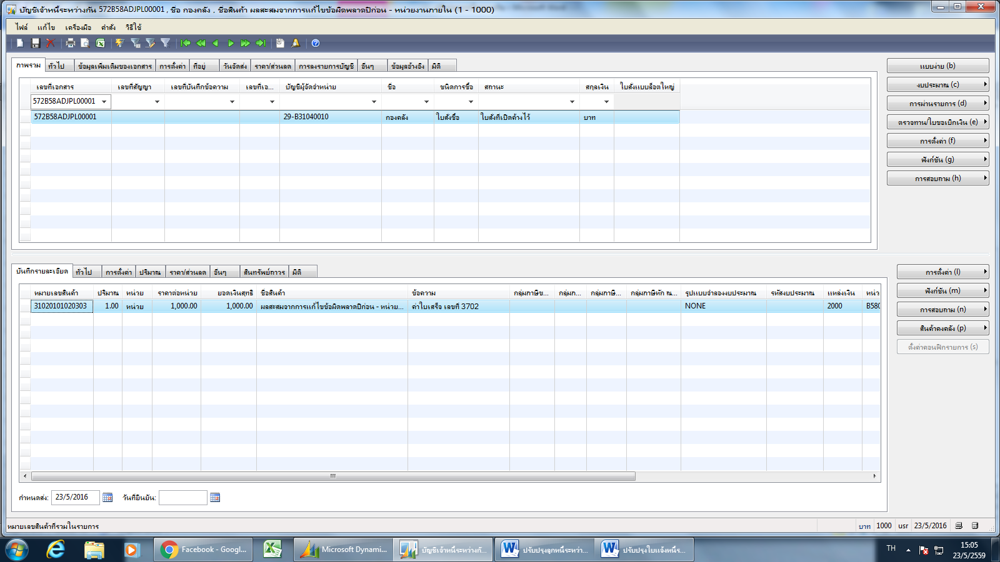 บัญชีเจ้าหนี้ระหว่างกัน 572B58ADJPL00001 , ชื่อ กองคลัง , ชื่อสินค้า ผลสะสมจากการแก้ไขข้อผิดพลาดปีก่อน - หน่วยงานภายใน (1 - 1000)
ไฟล์ แก้ไข เครื่องมือ คำสั่ง วิธีใช้
ภาพรวม ทั่วไป ข้อมูลเพิ่มเติมของเอกสาร การตั้งค่า ที่อยู่ วันจัดส่ง ราคา/ส่วนลด การลงรายการบัญชี อื่นๆ ข้อมูลอ้างอิง มิติ
เลขที่เอกสาร เลขที่สัญญา เลขที่บันทึกข้อความ เลขที่เอ... บัญชีผู้จัดจำหน่าย ชื่อ ชนิดการซื้อ สถานะ สกุลเงิน ใบสั่งแบบล็อตใหญ่
572B58ADJPL00001
572B58ADJPL00001 29-B31040010 กองคลัง ใบสั่งซื้อ ใบสั่งที่เปิดค้างไว้ บาท
แบบง่าย (b)
งบประมาณ (c)
การผ่านรายการ (d)
ตรวจทาน/ใบขอเบิกเงิน (e)
การตั้งค่า (f)
ฟังก์ชัน (g)
การสอบถาม (h)
บันทึกรายละเอียด ทั่วไป การตั้งค่า ปริมาณ ราคา/ส่วนลด อื่นๆ สินทรัพย์ถาวร มิติ
หมายเลขสินค้า ปริมาณ หน่วย ราคาต่อหน่วย ยอดเงินสุทธิ ชื่อสินค้า ข้อความ กลุ่มภาษีข... กลุ่มภ... กลุ่มภาษี... กลุ่มภาษีหัก ณ... รูปแบบจำลองงบประมาณ รหัสงบประมาณ แหล่งเงิน หน่ว
31020101020303 1.00 หน่วย 1,000.00 1,000.00 ผลสะสมจากการแก้ไขข้อผิดพลาดปีก่อน - หน่วย... ค่าใบเสร็จ เลขที่ 3702 NONE 2000 B580
การตั้งค่า (l)
ฟังก์ชัน (m)
การสอบถาม (n)
สินค้าคงคลัง (p)
ตั้งค่าคอนฟิกรายการ (s)
กำหนดส่ง: 23/5/2016 วันที่ยืนยัน:
หมายเลขสินค้าที่รวมในรายการ บาท 1000 usr 23/5/2016
Facebook - Googl... Microsoft Dynami... บัญชีเจ้าหนี้ระหว่างกั... ปรับปรุงลูกหนี้ระหว่า... ปรับปรุงใบแจ้งหนี้ร... TH 15:05
23/5/2559